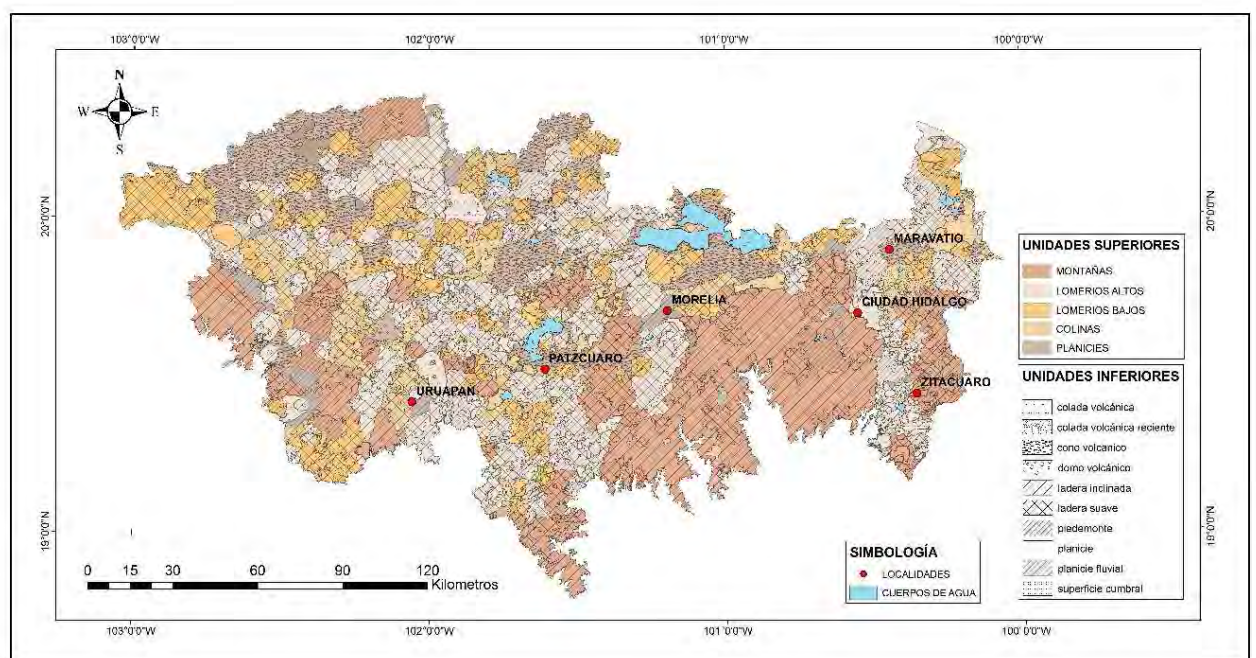 103°0'0"W 102°0'0"W 101°0'0"W 100°0'0"W
N
W E
S
20°0'0"N 20°0'0"N
MARAVATIO
UNIDADES SUPERIORES
MONTAÑAS
LOMERIOS ALTOS
LOMERIOS BAJOS
COLINAS
PLANICIES
MORELIA
CIUDAD HIDALGO
PATZCUARO
URUAPAN
ZITACUARO
UNIDADES INFERIORES
colada volcánica
colada volcánica reciente
cono volcanico
domo volcánico
ladera inclinada
ladera suave
piedemonte
planicie
planicie fluvial
superficie cumbral
19°0'0"N 19°0'0"N
SIMBOLOGÍA
LOCALIDADES
CUERPOS DE AGUA
0 15 30 60 90 120
Kilometros
103°0'0"W 102°0'0"W 101°0'0"W 100°0'0"W